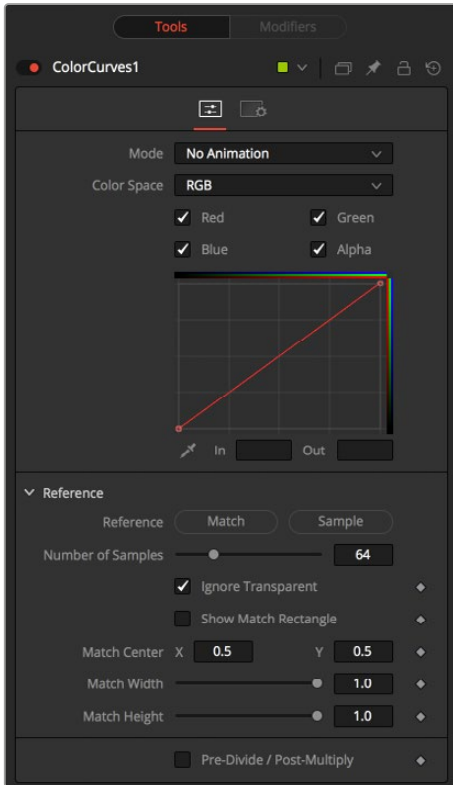 Tools Modifiers
ColorCurves1
Mode No Animation
Color Space RGB
Red Green
Blue Alpha
In Out
Reference
Reference Match Sample
Number of Samples 64
Ignore Transparent
Show Match Rectangle
Match Center X 0.5 Y 0.5
Match Width 1.0
Match Height 1.0
Pre-Divide / Post-Multiply